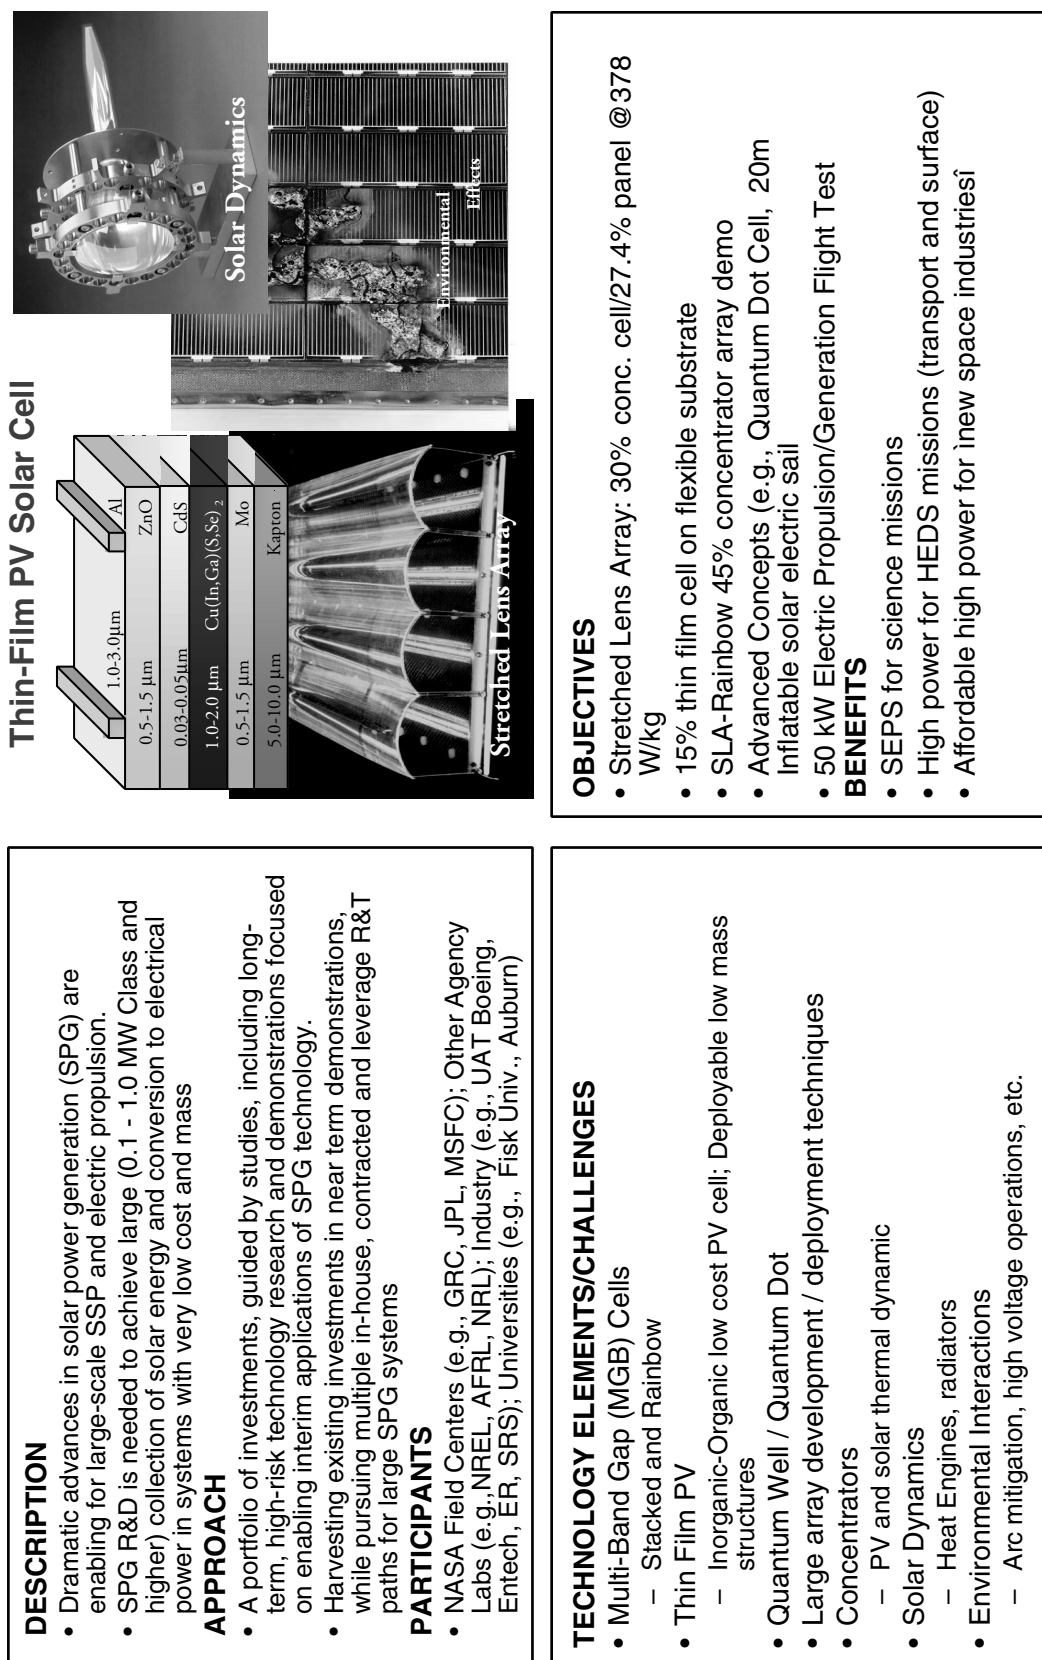 DESCRIPTION
• Dramatic advances in solar power generation (SPG) are
enabling for large-scale SSP and electric propulsion.
• SPG R&D is needed to achieve large (0.1 - 1.0 MW Class and
higher) collection of solar energy and conversion to electrical
power in systems with very low cost and mass
APPROACH
• A portfolio of investments, guided by studies, including long-
term, high-risk technology research and demonstrations focused
on enabling interim applications of SPG technology.
• Harvesting existing investments in near term demonstrations,
while pursuing multiple in-house, contracted and leverage R&T
paths for large SPG systems
PARTICIPANTS
• NASA Field Centers (e.g., GRC, JPL, MSFC); Other Agency
Labs (e.g.,NREL, AFRL, NRL); Industry (e.g., UAT Boeing,
Entech, ER, SRS); Universities (e.g., Fisk Univ., Auburn)
Thin-Film PV Solar Cell
1.0-3.0µm Al
0.5-1.5 µm ZnO
0.03-0.05µm CdS
1.0-2.0 µm Cu(In,Ga)(S,Se)2
0.5-1.5 µm Mo
5.0-10.0 µm Kapton
Stretched Lens Array
Solar Dynamics
Environmental
Effects
TECHNOLOGY ELEMENTS/CHALLENGES
• Multi-Band Gap (MGB) Cells
– Stacked and Rainbow
• Thin Film PV
– Inorganic-Organic low cost PV cell; Deployable low mass
structures
• Quantum Well / Quantum Dot
• Large array development / deployment techniques
• Concentrators
– PV and solar thermal dynamic
• Solar Dynamics
– Heat Engines, radiators
• Environmental Interactions
– Arc mitigation, high voltage operations, etc.
OBJECTIVES
• Stretched Lens Array: 30% conc. cell/27.4% panel @378
W/kg
• 15% thin film cell on flexible substrate
• SLA-Rainbow 45% concentrator array demo
• Advanced Concepts (e.g., Quantum Dot Cell, 20m
Inflatable solar electric sail
• 50 kW Electric Propulsion/Generation Flight Test
BENEFITS
• SEPS for science missions
• High power for HEDS missions (transport and surface)
• Affordable high power for ìnew space industriesî